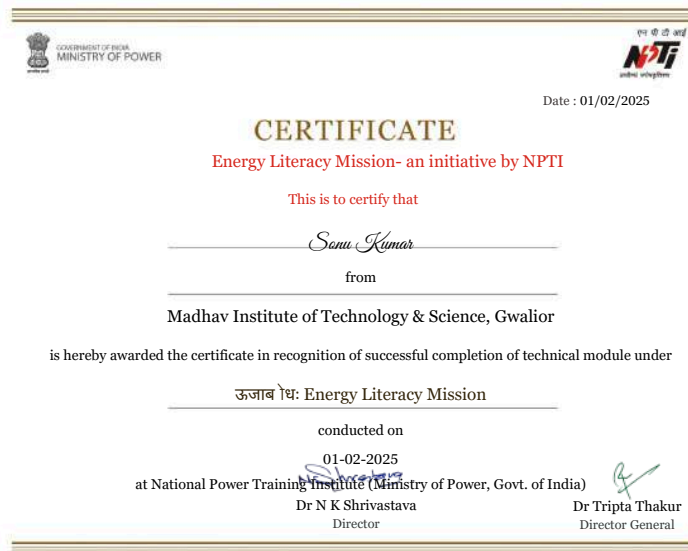 एन पी टी आई
GOVERNMENT OF INDIA
MINISTRY OF POWER
NPTI
Date : 01/02/2025
CERTIFICATE
Energy Literacy Mission- an initiative by NPTI
This is to certify that
Sonu Kumar
from
Madhav Institute of Technology & Science, Gwalior
is hereby awarded the certificate in recognition of successful completion of technical module under
ऊजाब ोधः Energy Literacy Mission
conducted on
01-02-2025
at National Power Training Institute (Ministry of Power, Govt. of India)
Dr N K Shrivastava
Dr Tripta Thakur
Director
Director General